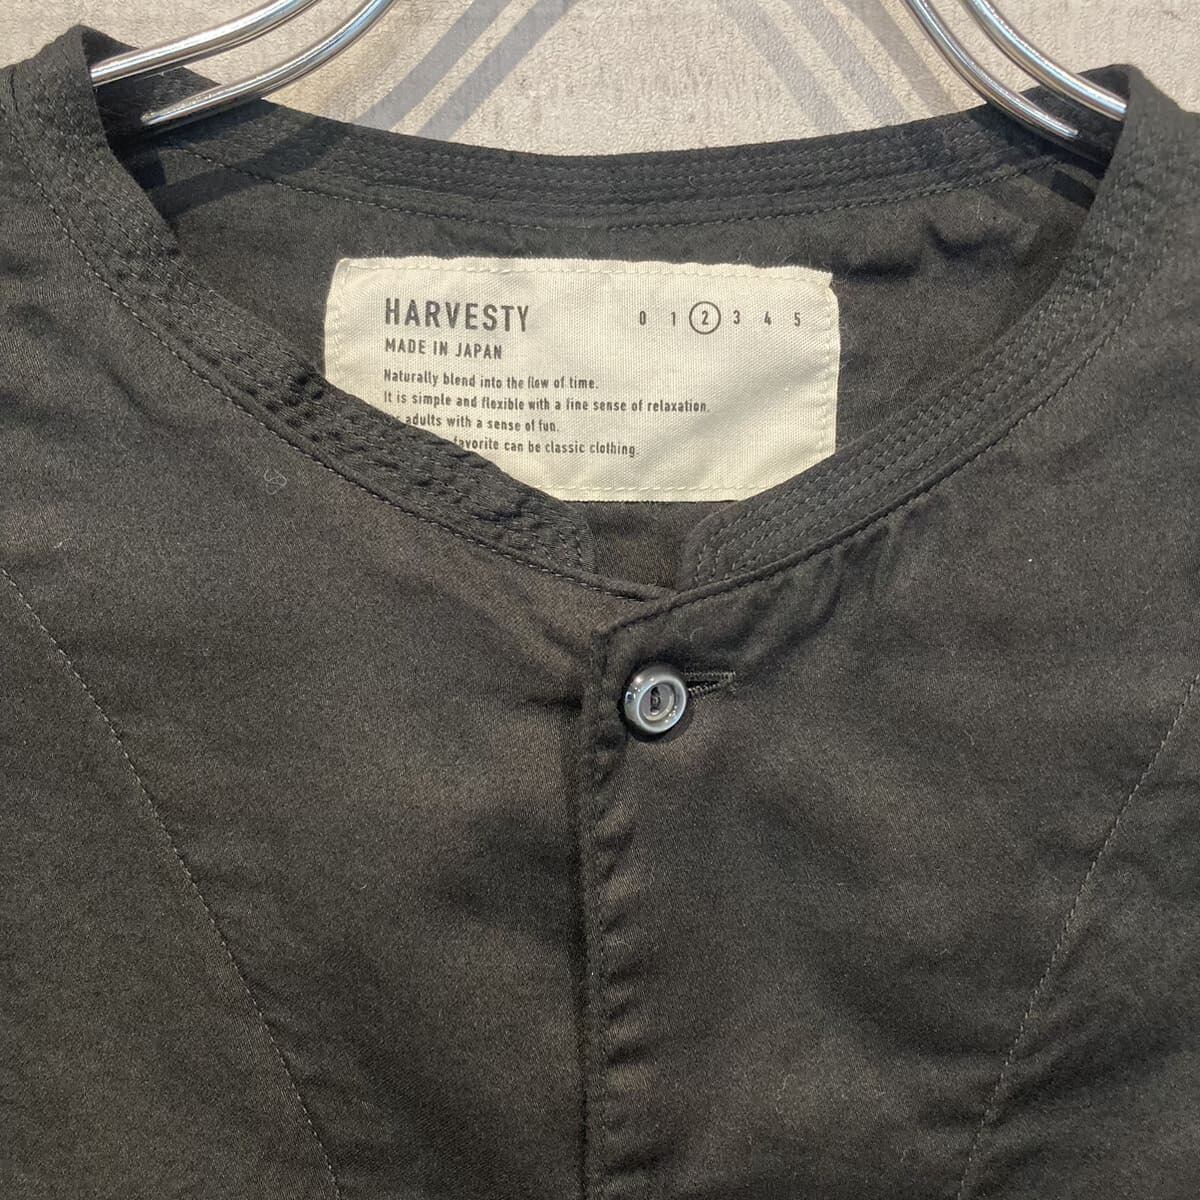 HARVESTY 0 1 2 3 4 5
MADE IN JAPAN
Naturally blend into the flow of time.
It is simple and flexible with a fine sense of relaxation.
adults with a sense of fun.
favorite can be classic clothing.